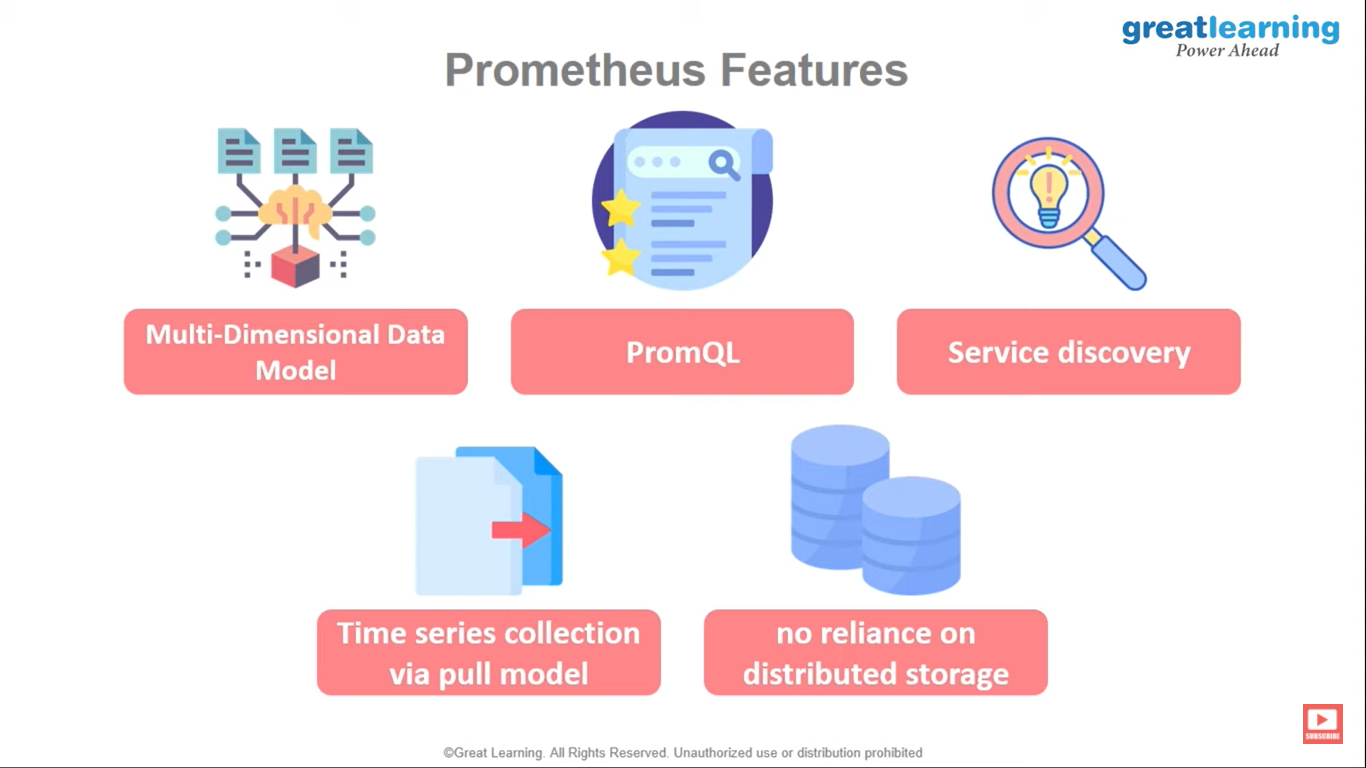 greatlearning
Power Ahead
Prometheus Features
Multi-Dimensional Data
Model
PromQL
Service discovery
Time series collection
via pull model
no reliance on
distributed storage
SUBSCRIBE
©Great Learning. All Rights Reserved. Unauthorized use or distribution prohibited